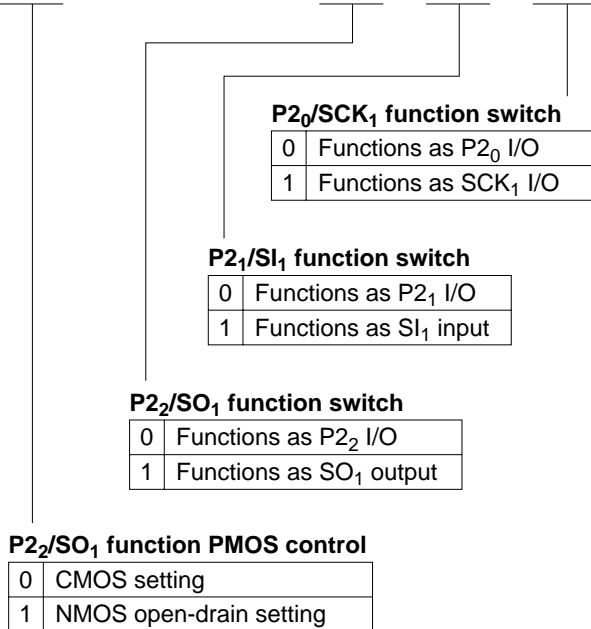 P2₀/SCK₁ function switch
0 Functions as P2₀ I/O
1 Functions as SCK₁ I/O
P2₁/SI₁ function switch
0 Functions as P2₁ I/O
1 Functions as SI₁ input
P2₂/SO₁ function switch
0 Functions as P2₂ I/O
1 Functions as SO₁ output
P2₂/SO₁ function PMOS control
0 CMOS setting
1 NMOS open-drain setting